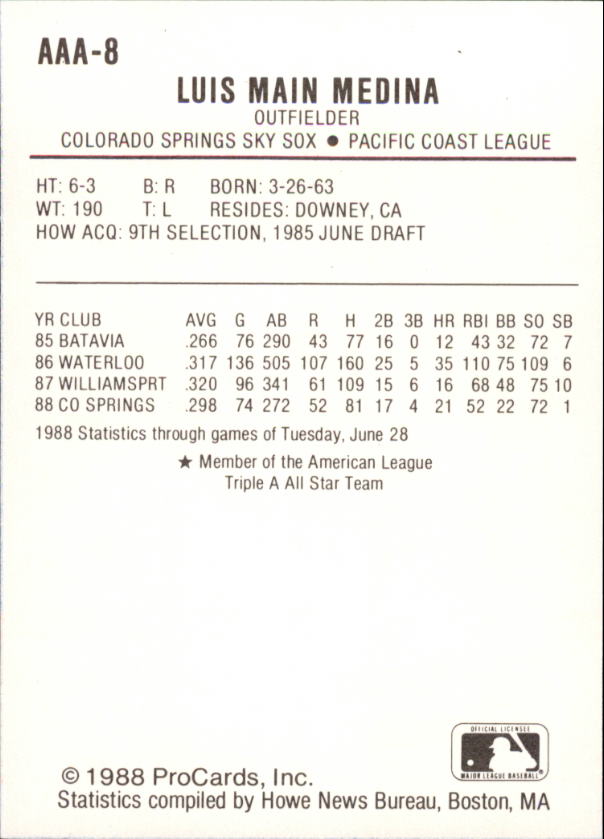 AAA-8
LUIS MAIN MEDINA
OUTFIELDER
COLORADO SPRINGS SKY SOX ● PACIFIC COAST LEAGUE
HT: 6-3 B: R BORN: 3-26-63
WT: 190 T: L RESIDES: DOWNEY, CA
HOW ACQ: 9TH SELECTION, 1985 JUNE DRAFT
YR CLUB AVG G AB R H 2B 3B HR RBI BB SO SB
85 BATAVIA .266 76 290 43 77 16 0 12 43 32 72 7
86 WATERLOO .317 136 505 107 160 25 5 35 110 75 109 6
87 WILLIAMSPRT .320 96 341 61 109 15 6 16 68 48 75 10
88 CO SPRINGS .298 74 272 52 81 17 4 21 52 22 72 1
1988 Statistics through games of Tuesday, June 28
★ Member of the American League
Triple A All Star Team
OFFICIAL LICENSEE
MAJOR LEAGUE BASEBALL®
© 1988 ProCards, Inc.
Statistics compiled by Howe News Bureau, Boston, MA